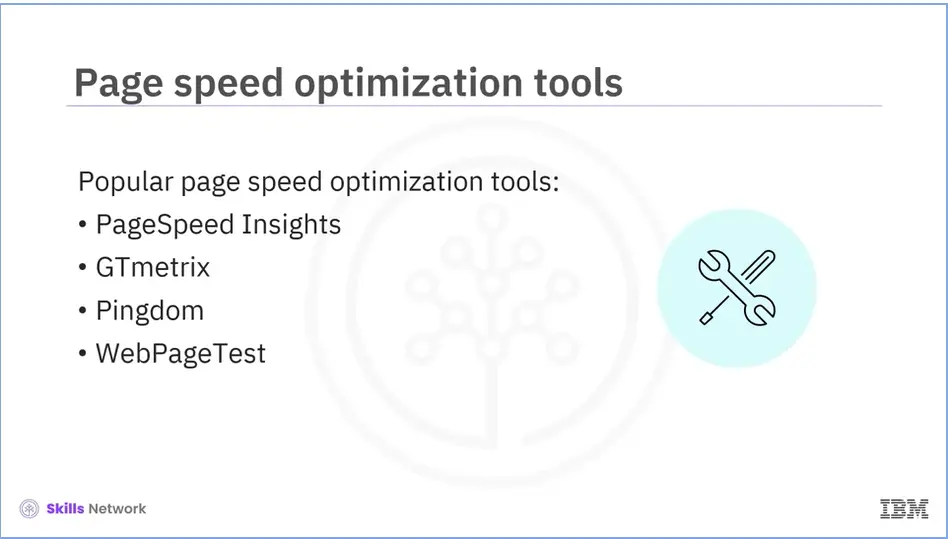 Page speed optimization tools
Popular page speed optimization tools:
• PageSpeed Insights
• GTmetrix
• Pingdom
• WebPageTest
Skills Network
IBM